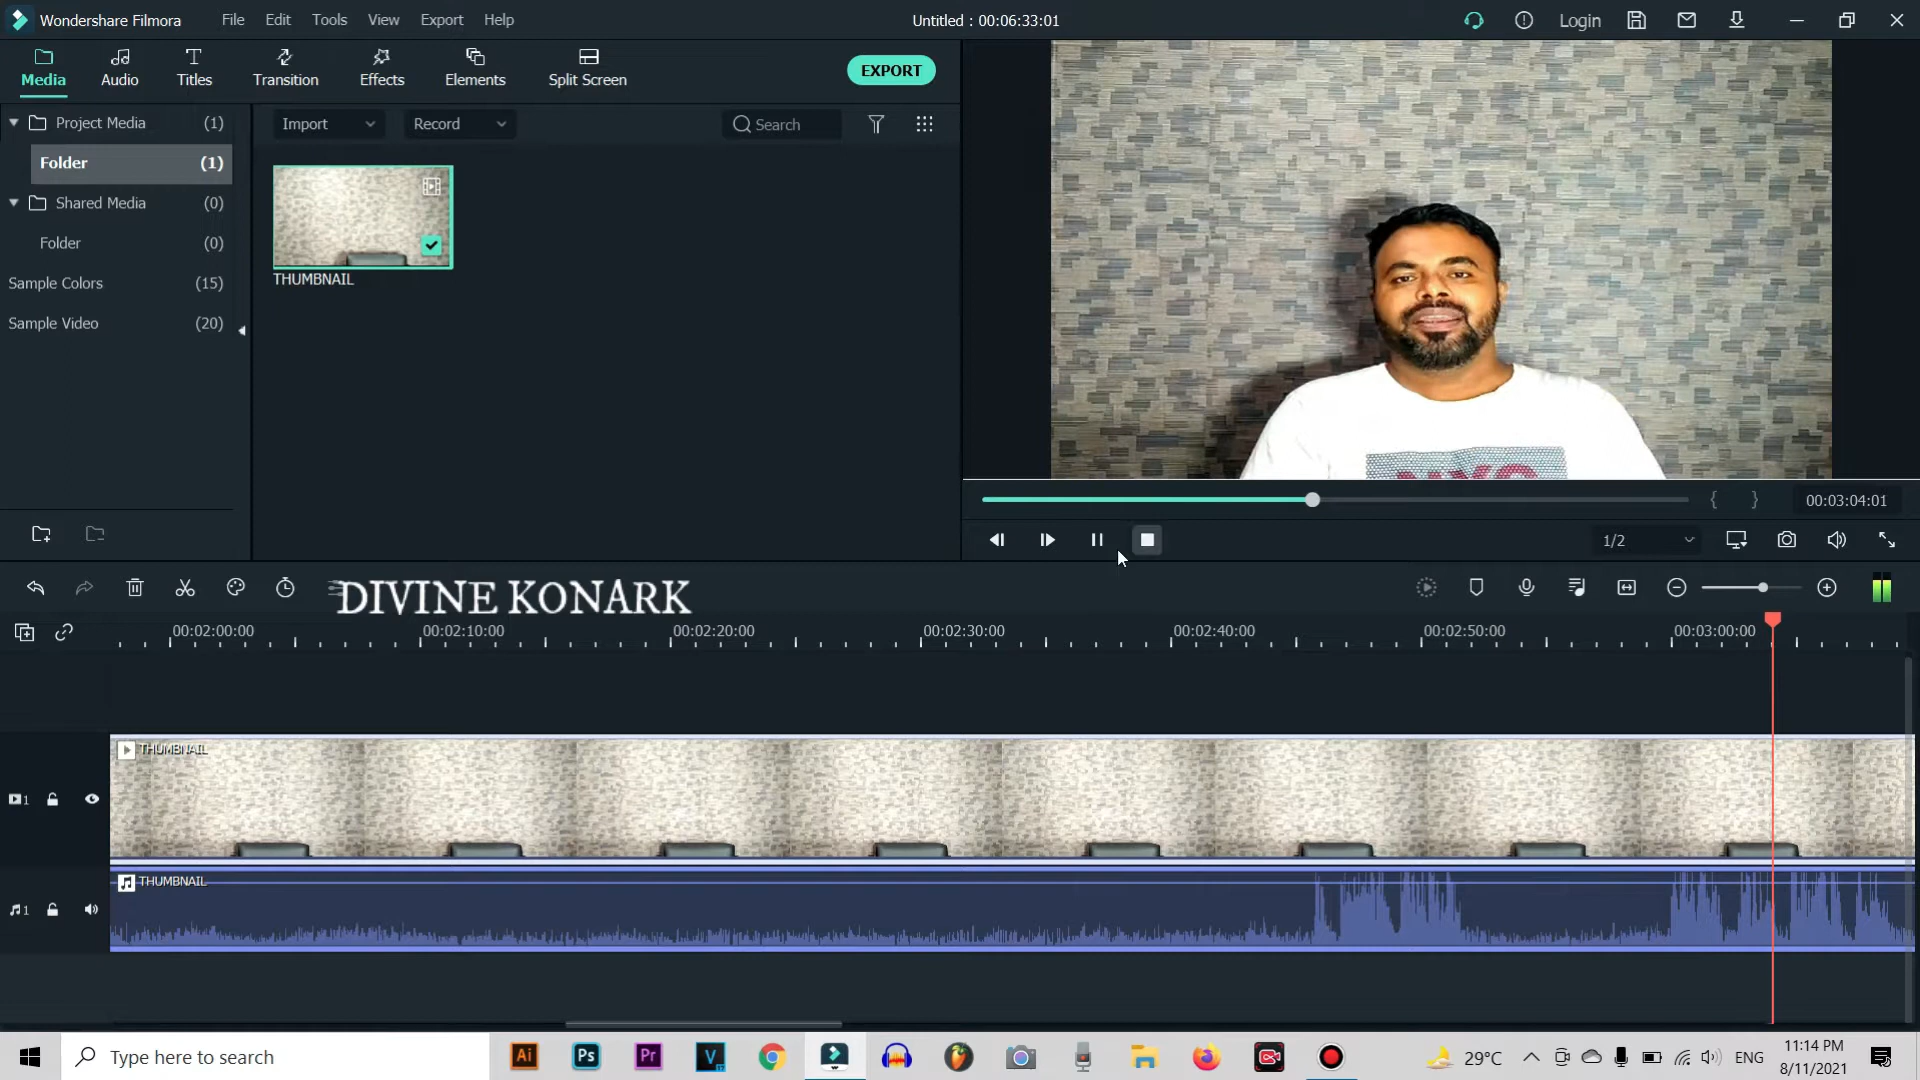 Wondershare Filmora File Edit Tools View Export Help Untitled : 00:06:33:01 Login
Media Audio Titles Transition Effects Elements Split Screen EXPORT
Project Media (1) Import Record Search
Folder (1)
Shared Media (0)
Folder (0)
Sample Colors (15)
Sample Video (20)
THUMBNAIL
00:03:04:01
1/2
DIVINE KONARK
00:02:00:00 00:02:10:00 00:02:20:00 00:02:30:00 00:02:40:00 00:02:50:00 00:03:00:00
THUMBNAIL
1
THUMBNAIL
1
Type here to search Ai Ps Pr V 29°C ENG 11:14 PM
8/11/2021